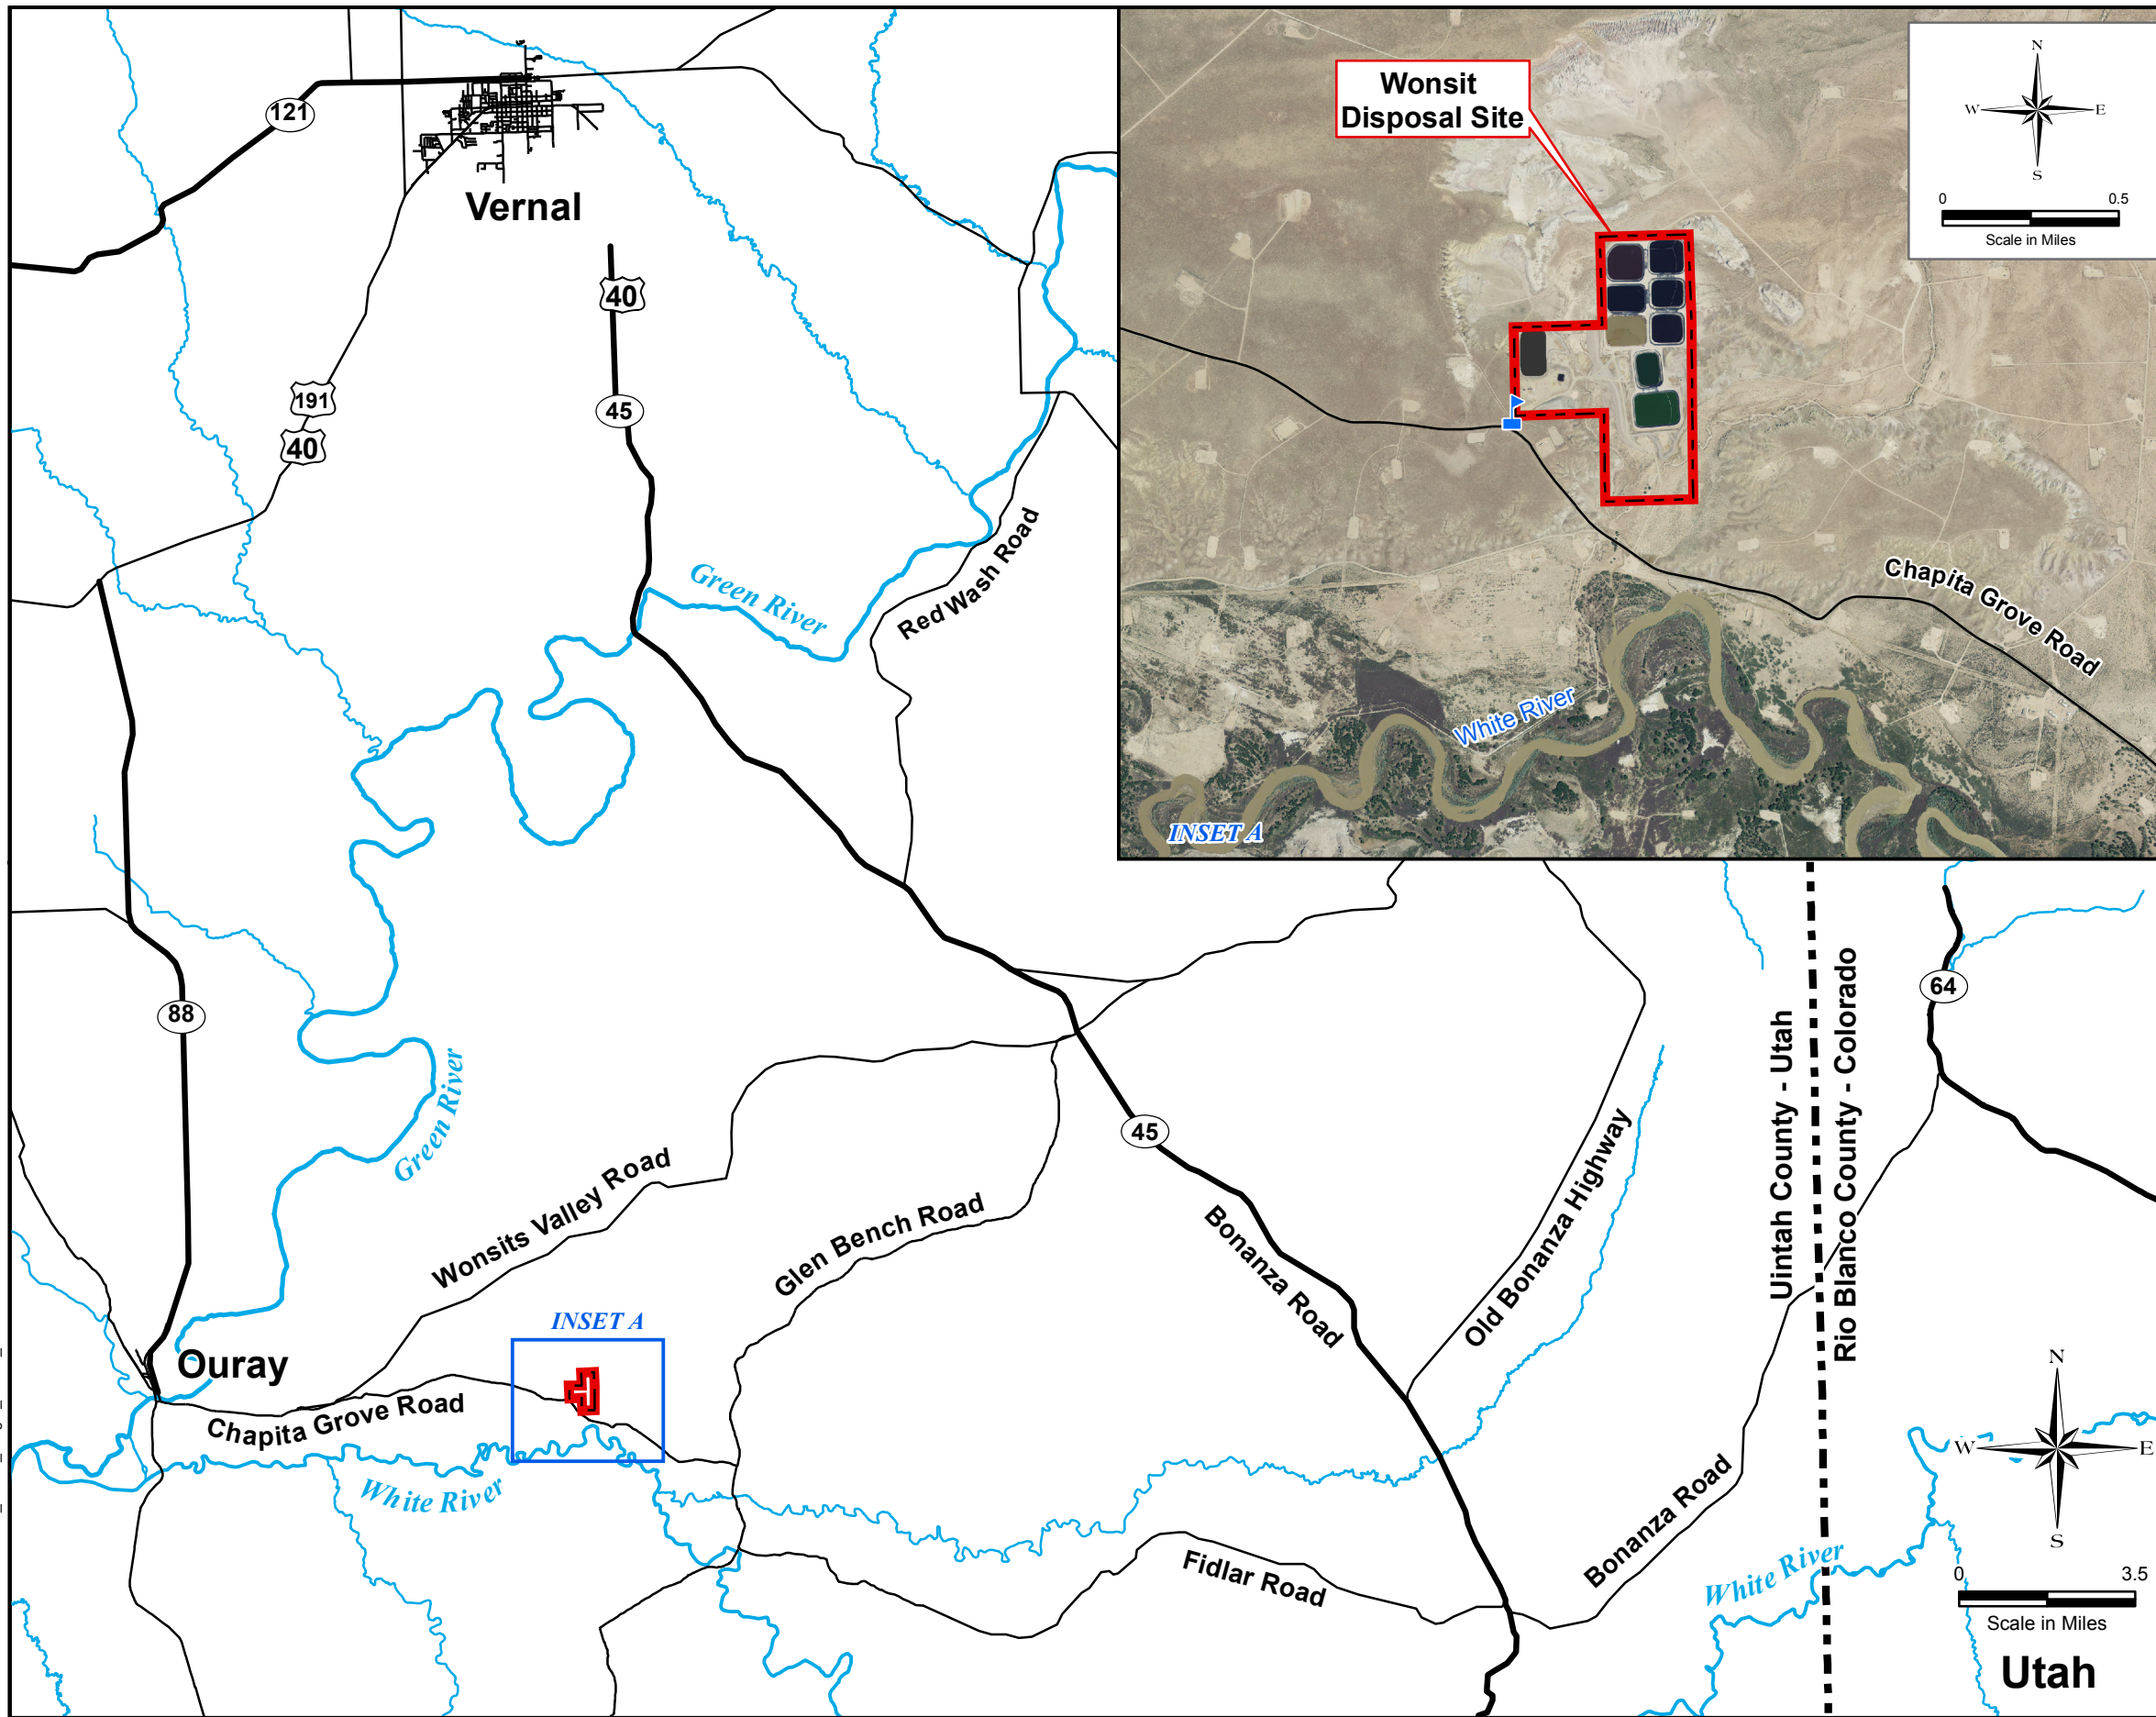 121
Vernal
40
45
191
40
Green River
Red Wash Road
Wonsit
Disposal Site
N
W
E
S
0
0.5
Scale in Miles
Chapita Grove Road
White River
INSET A
88
Green River
Wonsits Valley Road
Glen Bench Road
45
Bonanza Road
Old Bonanza Highway
Uintah County - Utah
Rio Blanco County - Colorado
64
INSET A
Ouray
Chapita Grove Road
White River
Fidlar Road
Bonanza Road
White River
N
W
E
S
0
3.5
Scale in Miles
Utah